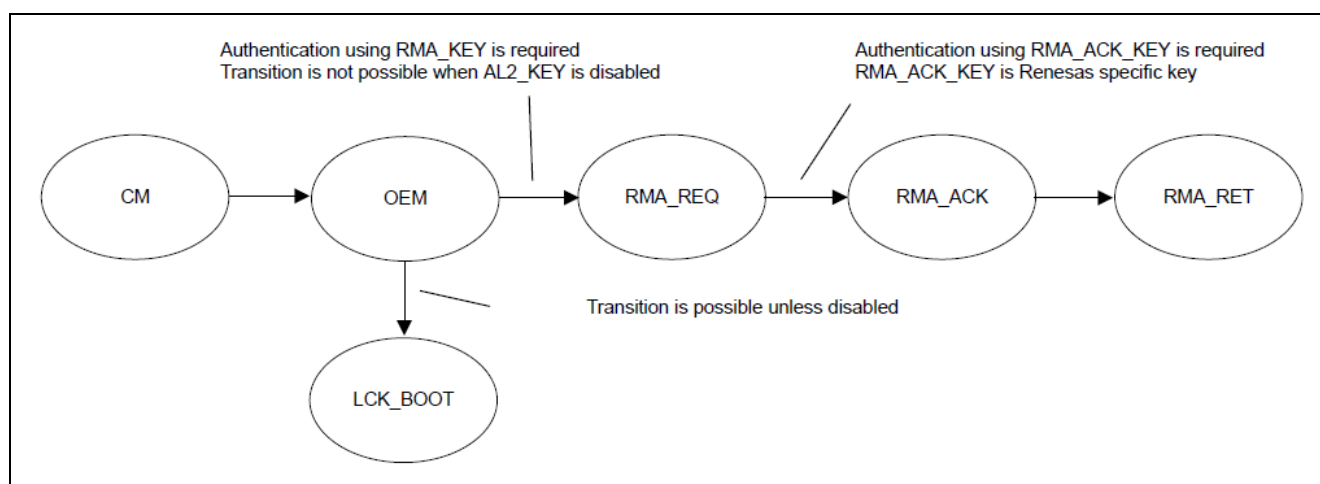 Authentication using RMA_KEY is required
Transition is not possible when AL2_KEY is disabled
Authentication using RMA_ACK_KEY is required
RMA_ACK_KEY is Renesas specific key
CM
OEM
RMA_REQ
RMA_ACK
RMA_RET
Transition is possible unless disabled
LCK_BOOT